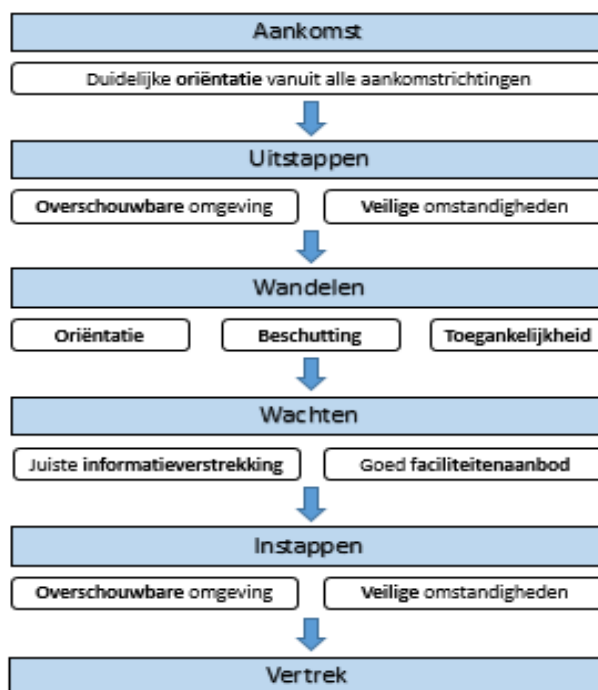 Aankomst
Duidelijke oriëntatie vanuit alle aankomstrichtingen
Uitstappen
Overschouwbare omgeving
Veilige omstandigheden
Wandelen
Oriëntatie
Beschutting
Toegankelijkheid
Wachten
Juiste informatieverstrekking
Goed faciliteitenaanbod
Instappen
Overschouwbare omgeving
Veilige omstandigheden
Vertrek